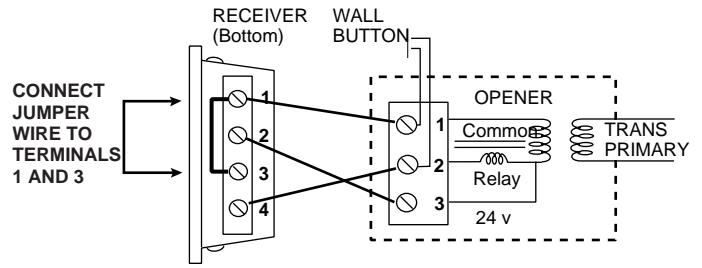 RECEIVER
(Bottom)
WALL
BUTTON
CONNECT
JUMPER
WIRE TO
TERMINALS
1 AND 3
1
2
3
4
OPENER
1
Common
2
Relay
3
24 v
TRANS
PRIMARY